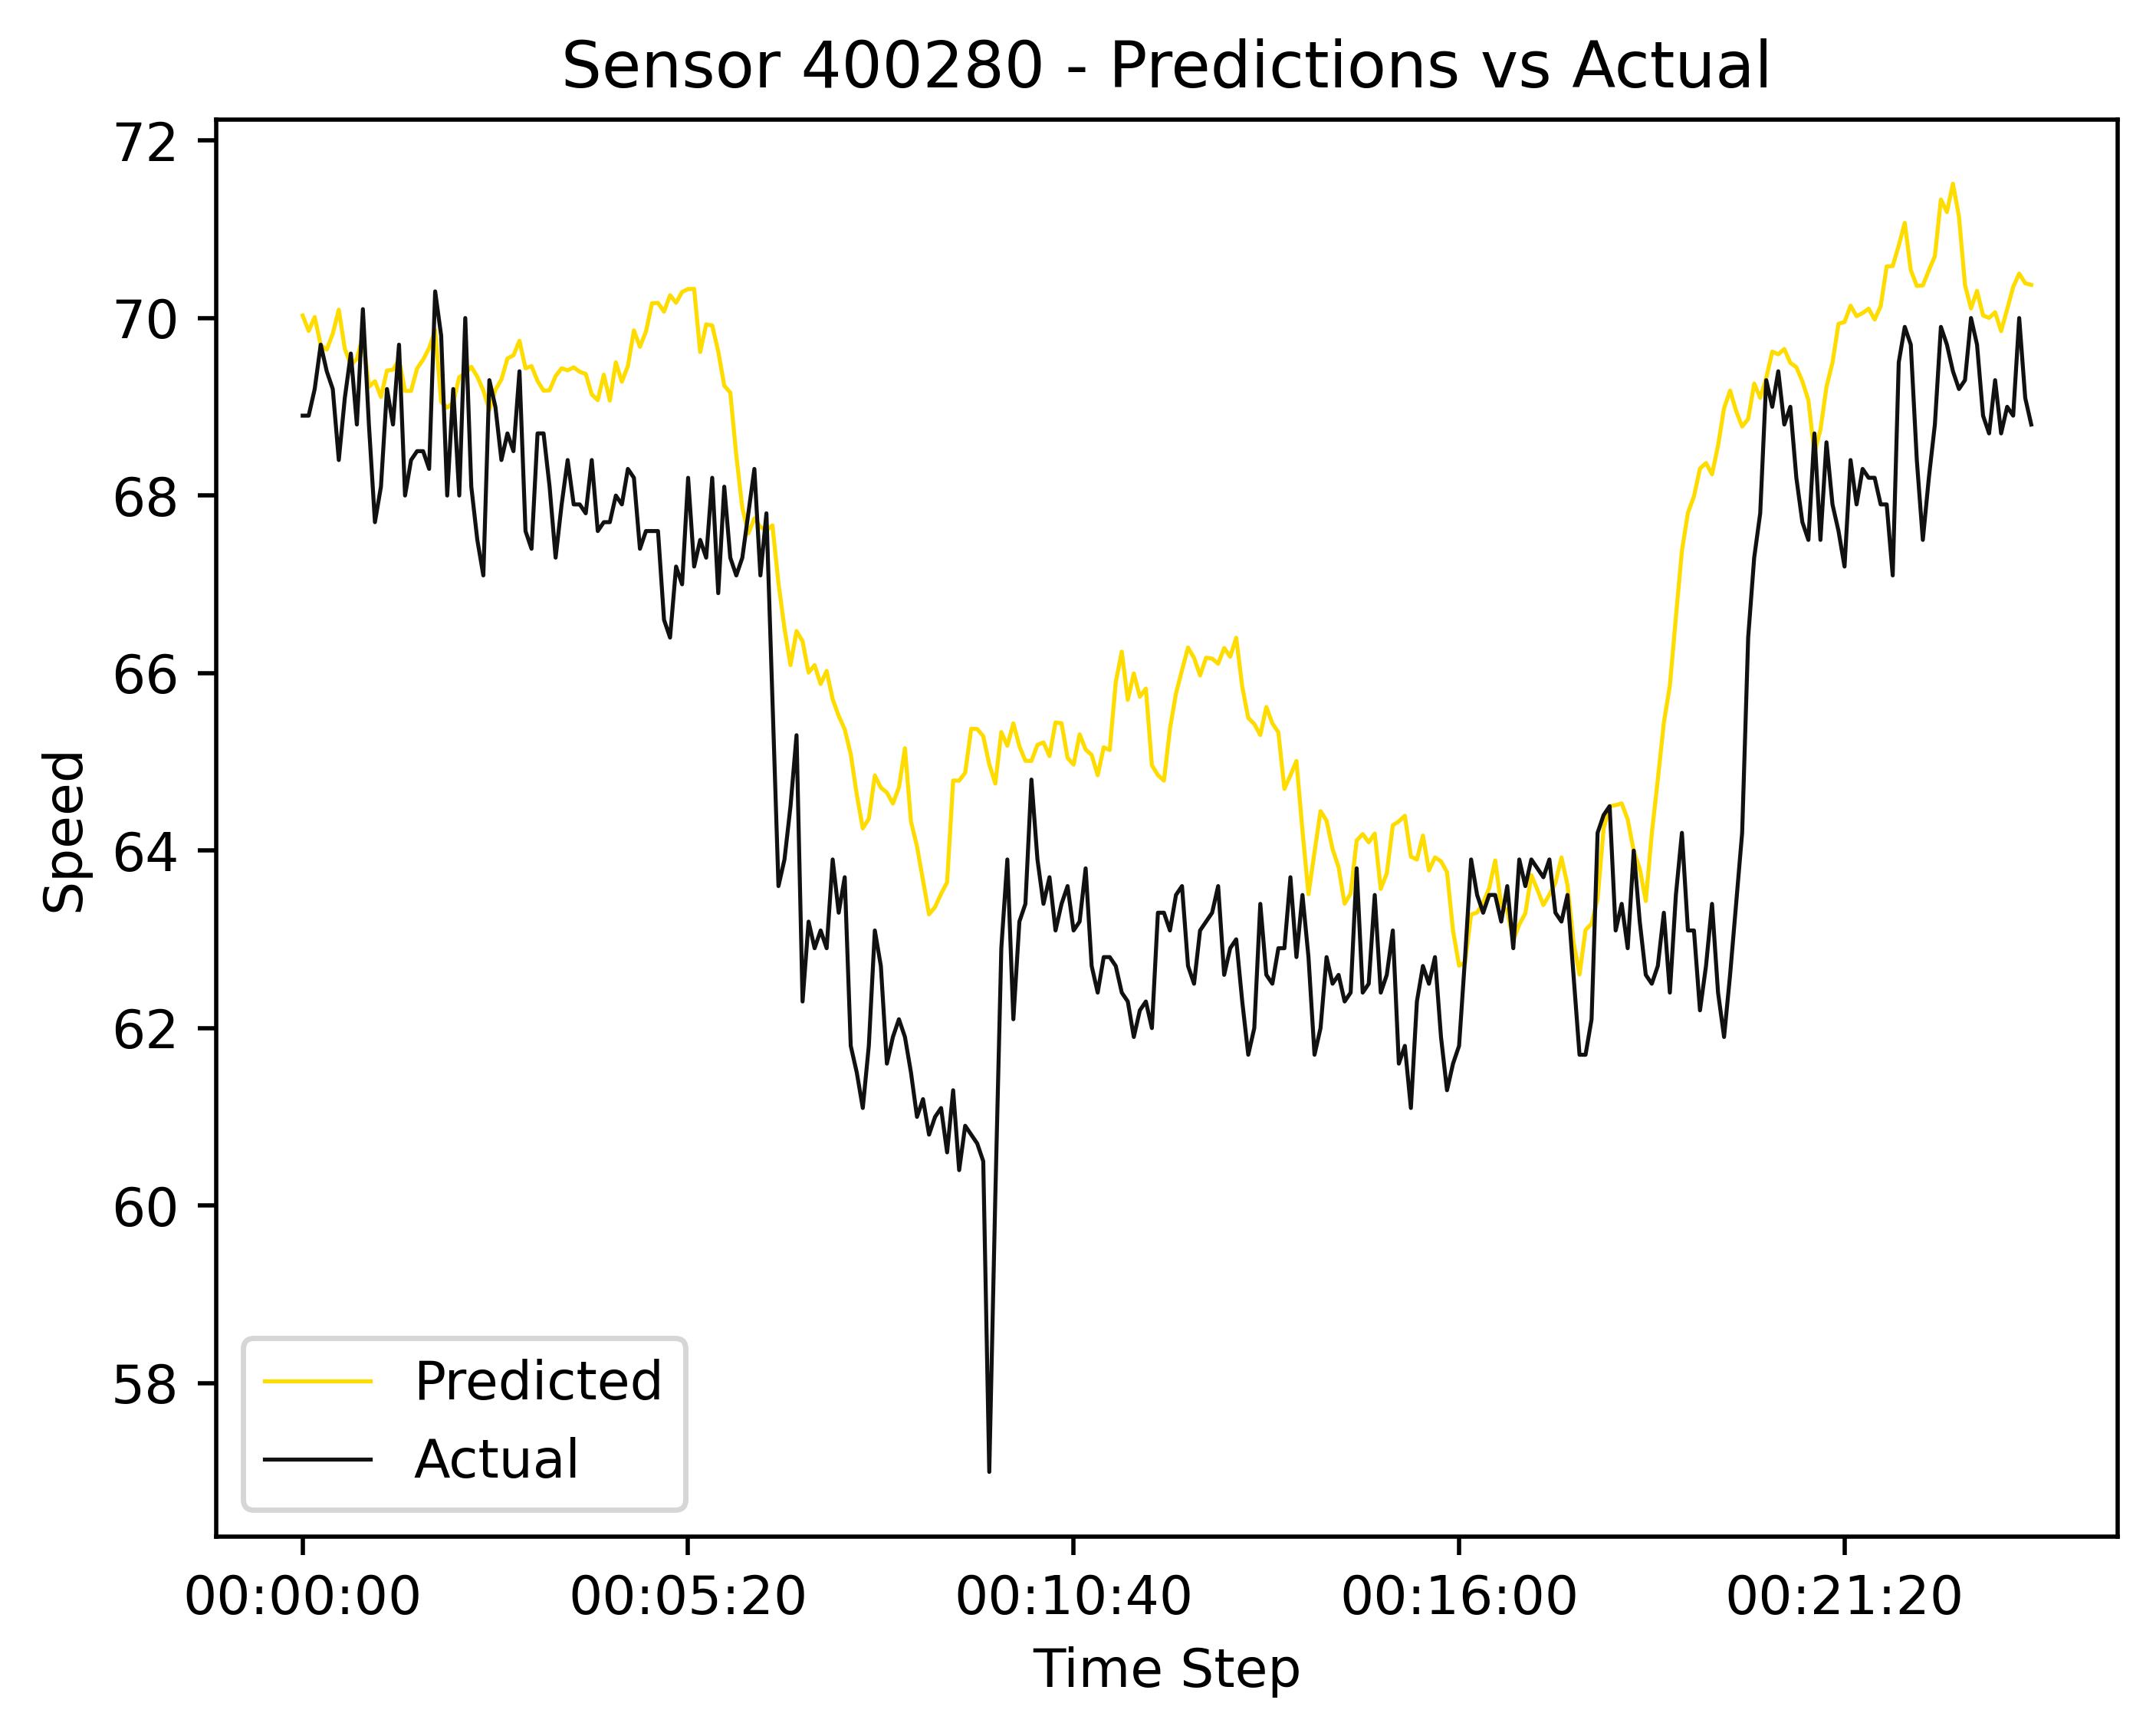 Sensor 400280 - Predictions vs Actual
72
70
68
66
64
62
60
58
Speed
Predicted
Actual
00:00:00 00:05:20 00:10:40 00:16:00 00:21:20
Time Step